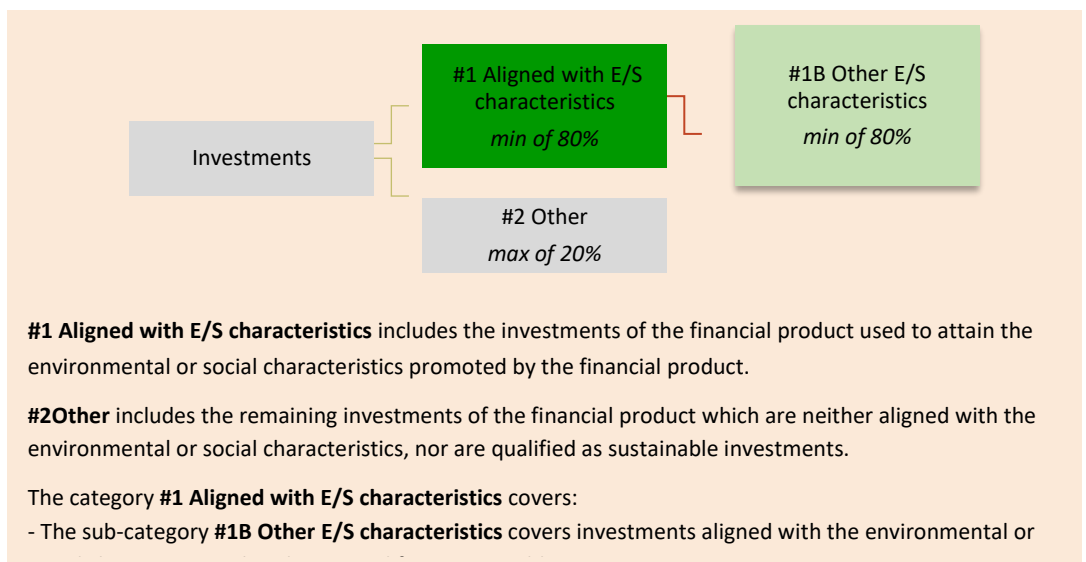 #1 Aligned with E/S
characteristics
min of 80%
#1B Other E/S
characteristics
min of 80%
Investments
#2 Other
max of 20%
#1 Aligned with E/S characteristics includes the investments of the financial product used to attain the
environmental or social characteristics promoted by the financial product.
#2Other includes the remaining investments of the financial product which are neither aligned with the
environmental or social characteristics, nor are qualified as sustainable investments.
The category #1 Aligned with E/S characteristics covers:
- The sub-category #1B Other E/S characteristics covers investments aligned with the environmental or